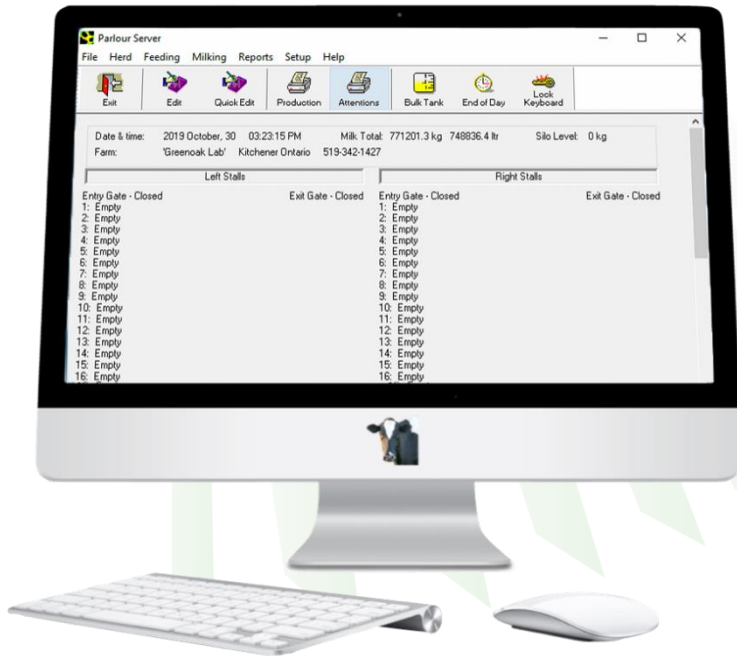 Parlour Server
File Herd Feeding Milking Reports Setup Help
Exit Edit Quick Edit Production Attentions Bulk Tank End of Day Lock Keyboard
Date & time: 2019 October, 30 03:23:15 PM Milk Total: 771201.3 kg 748836.4 ltr Silo Level: 0 kg
Farm: 'Greenoak Lab' Kitchener Ontario 519-342-1427
Left Stalls Right Stalls
Entry Gate - Closed Exit Gate - Closed Entry Gate - Closed Exit Gate - Closed
1: Empty 1: Empty
2: Empty 2: Empty
3: Empty 3: Empty
4: Empty 4: Empty
5: Empty 5: Empty
6: Empty 6: Empty
7: Empty 7: Empty
8: Empty 8: Empty
9: Empty 9: Empty
10: Empty 10: Empty
11: Empty 11: Empty
12: Empty 12: Empty
13: Empty 13: Empty
14: Empty 14: Empty
15: Empty 15: Empty
16: Empty 16: Empty